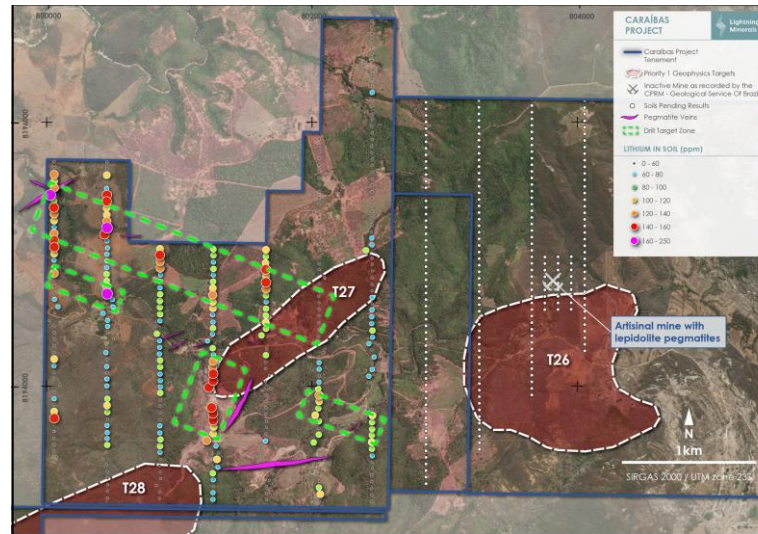 800000
802000
804000
CARAÍBAS
PROJECT
Lightning
Minerals
Caraíbas Project
Tenement
Priority 1 Geophysics Targets
Inactive Mine as recorded by the
CPRM - Geological Service Of Brazil
Soils Pending Results
Pegmatite Veins
Drill Target Zone
LITHIUM IN SOIL (ppm)
0 - 60
60 - 80
80 - 100
100 - 120
120 - 140
140 - 160
160 - 250
8196000
T27
Artisinal mine with
lepidolite pegmatites
T26
8194000
N
1km
T28
SIRGAS 2000 / UTM zone 23S